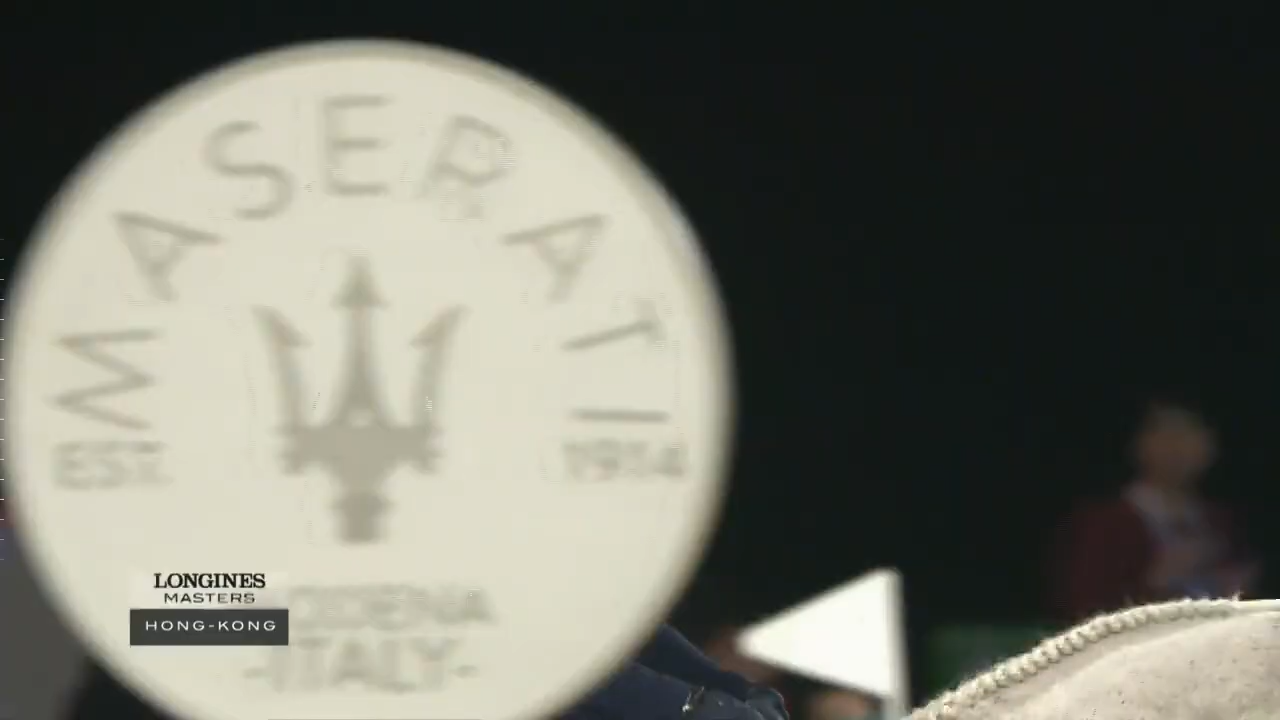 MASERATI
EST. 1914
MODENA
-ITALY-
LONGINES
MASTERS
HONG-KONG